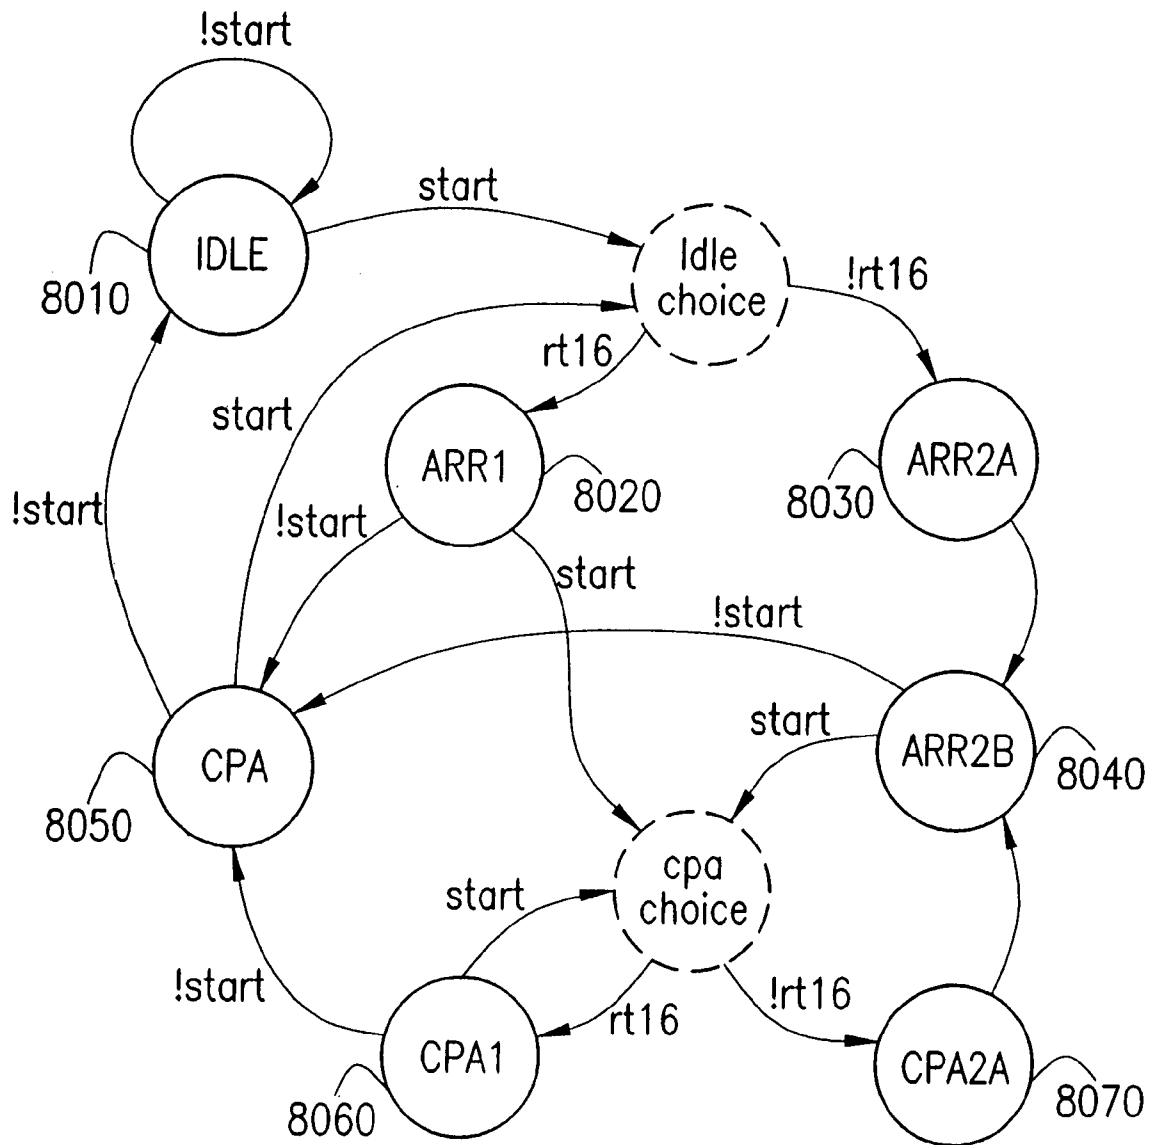 !start
start
IDLE
Idle
choice
!rt16
8010
rt16
start
ARR1
ARR2A
8020
8030
!start
!start
start
!start
start
CPA
ARR2B
8040
8050
cpa
choice
start
!start
!rt16
rt16
CPA1
CPA2A
8060
8070